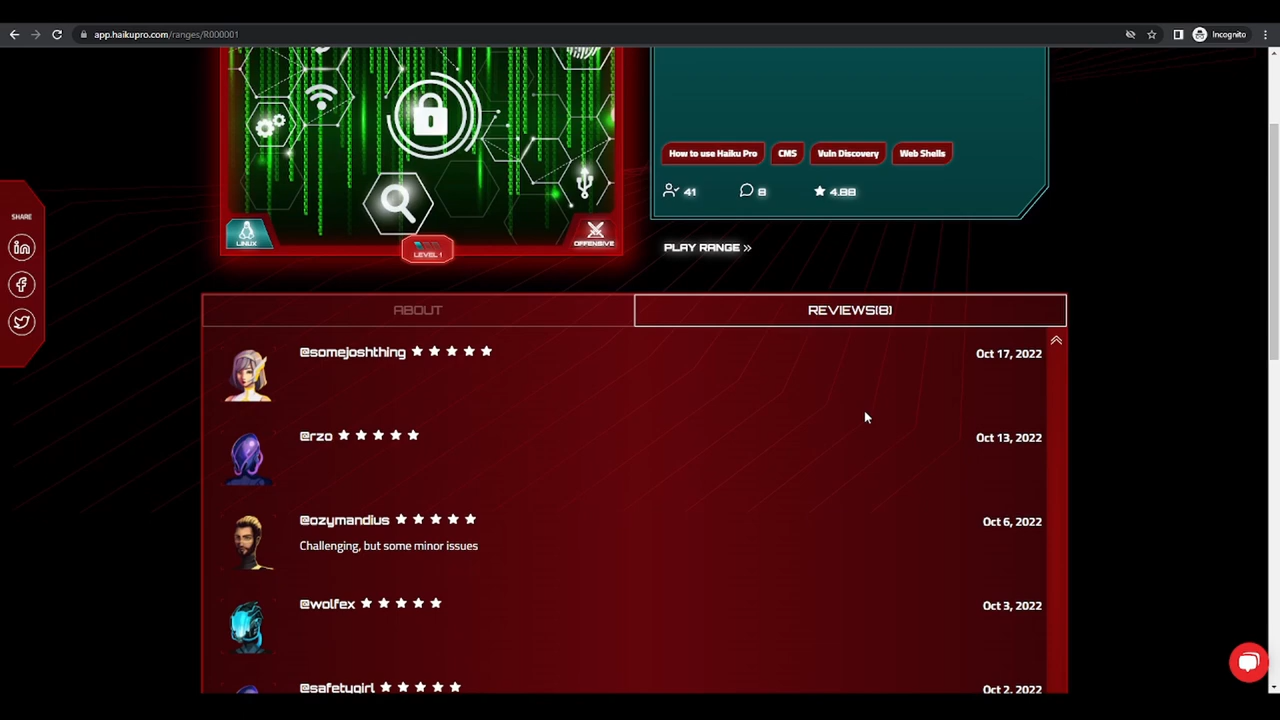 app.haikupro.com/ranges/R000001
Incognito
How to use Haiku Pro
CMS
Vuln Discovery
Web Shells
41
8
4.88
SHARE
LINUX
LEVEL 1
OFFENSIVE
PLAY RANGE »
ABOUT
REVIEWS(8)
@somejoshthing
Oct 17, 2022
@rzo
Oct 13, 2022
@ozymandius
Oct 6, 2022
Challenging, but some minor issues
@wolfex
Oct 3, 2022
@safetygirl
Oct 2, 2022